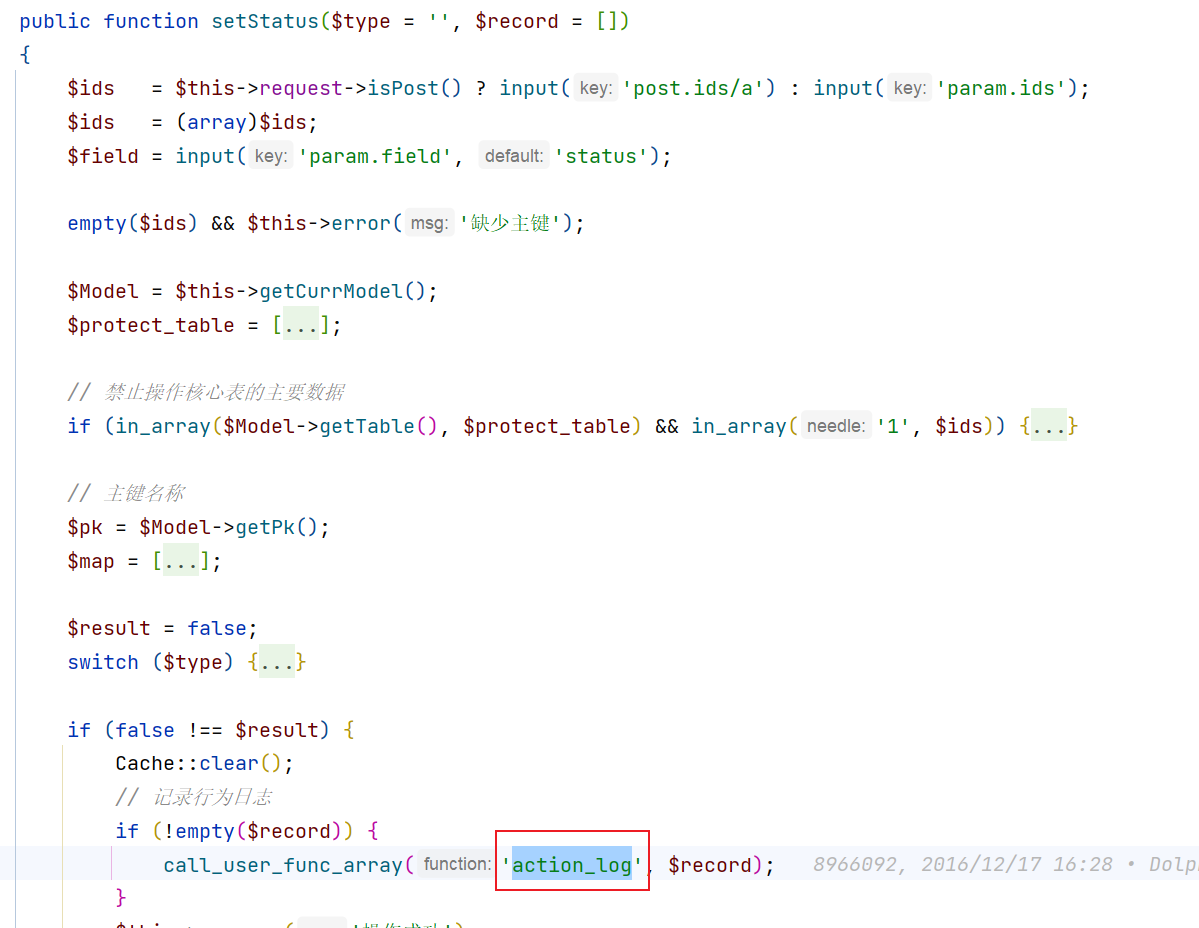 public function setStatus($type = '', $record = [])
{
$ids = $this->request->isPost() ? input( key: 'post.ids/a') : input( key: 'param.ids');
$ids = (array)$ids;
$field = input( key: 'param.field', default: 'status');
empty($ids) && $this->error( msg: '缺少主键');
$Model = $this->getCurrModel();
$protect_table = [...];
// 禁止操作核心表的主要数据
if (in_array($Model->getTable(), $protect_table) && in_array( needle: '1', $ids)) {...}
// 主键名称
$pk = $Model->getPk();
$map = [...];
$result = false;
switch ($type) {...}
if (false !== $result) {
Cache::clear();
// 记录行为日志
if (!empty($record)) {
call_user_func_array( function: 'action_log', $record); 8966092, 2016/12/17 16:28 • Dolp
}